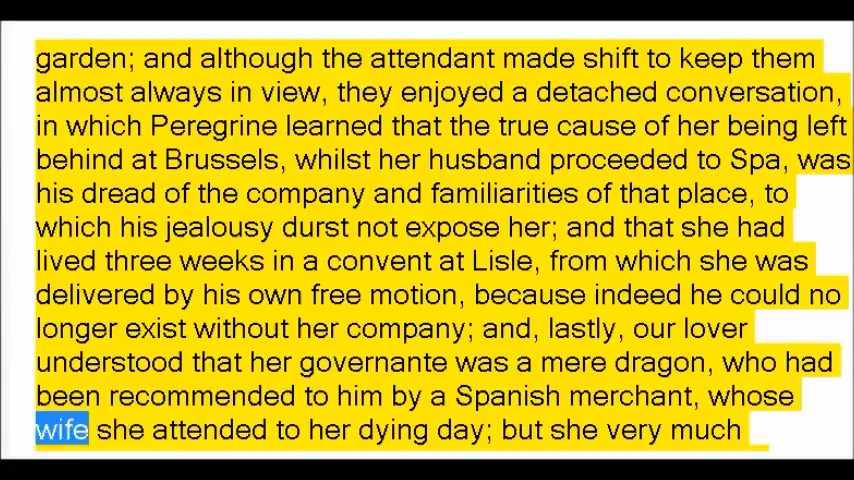 garden; and although the attendant made shift to keep them
almost always in view, they enjoyed a detached conversation,
in which Peregrine learned that the true cause of her being left
behind at Brussels, whilst her husband proceeded to Spa, was
his dread of the company and familiarities of that place, to
which his jealousy durst not expose her; and that she had
lived three weeks in a convent at Lisle, from which she was
delivered by his own free motion, because indeed he could no
longer exist without her company; and, lastly, our lover
understood that her governante was a mere dragon, who had
been recommended to him by a Spanish merchant, whose
wife she attended to her dying day; but she very much